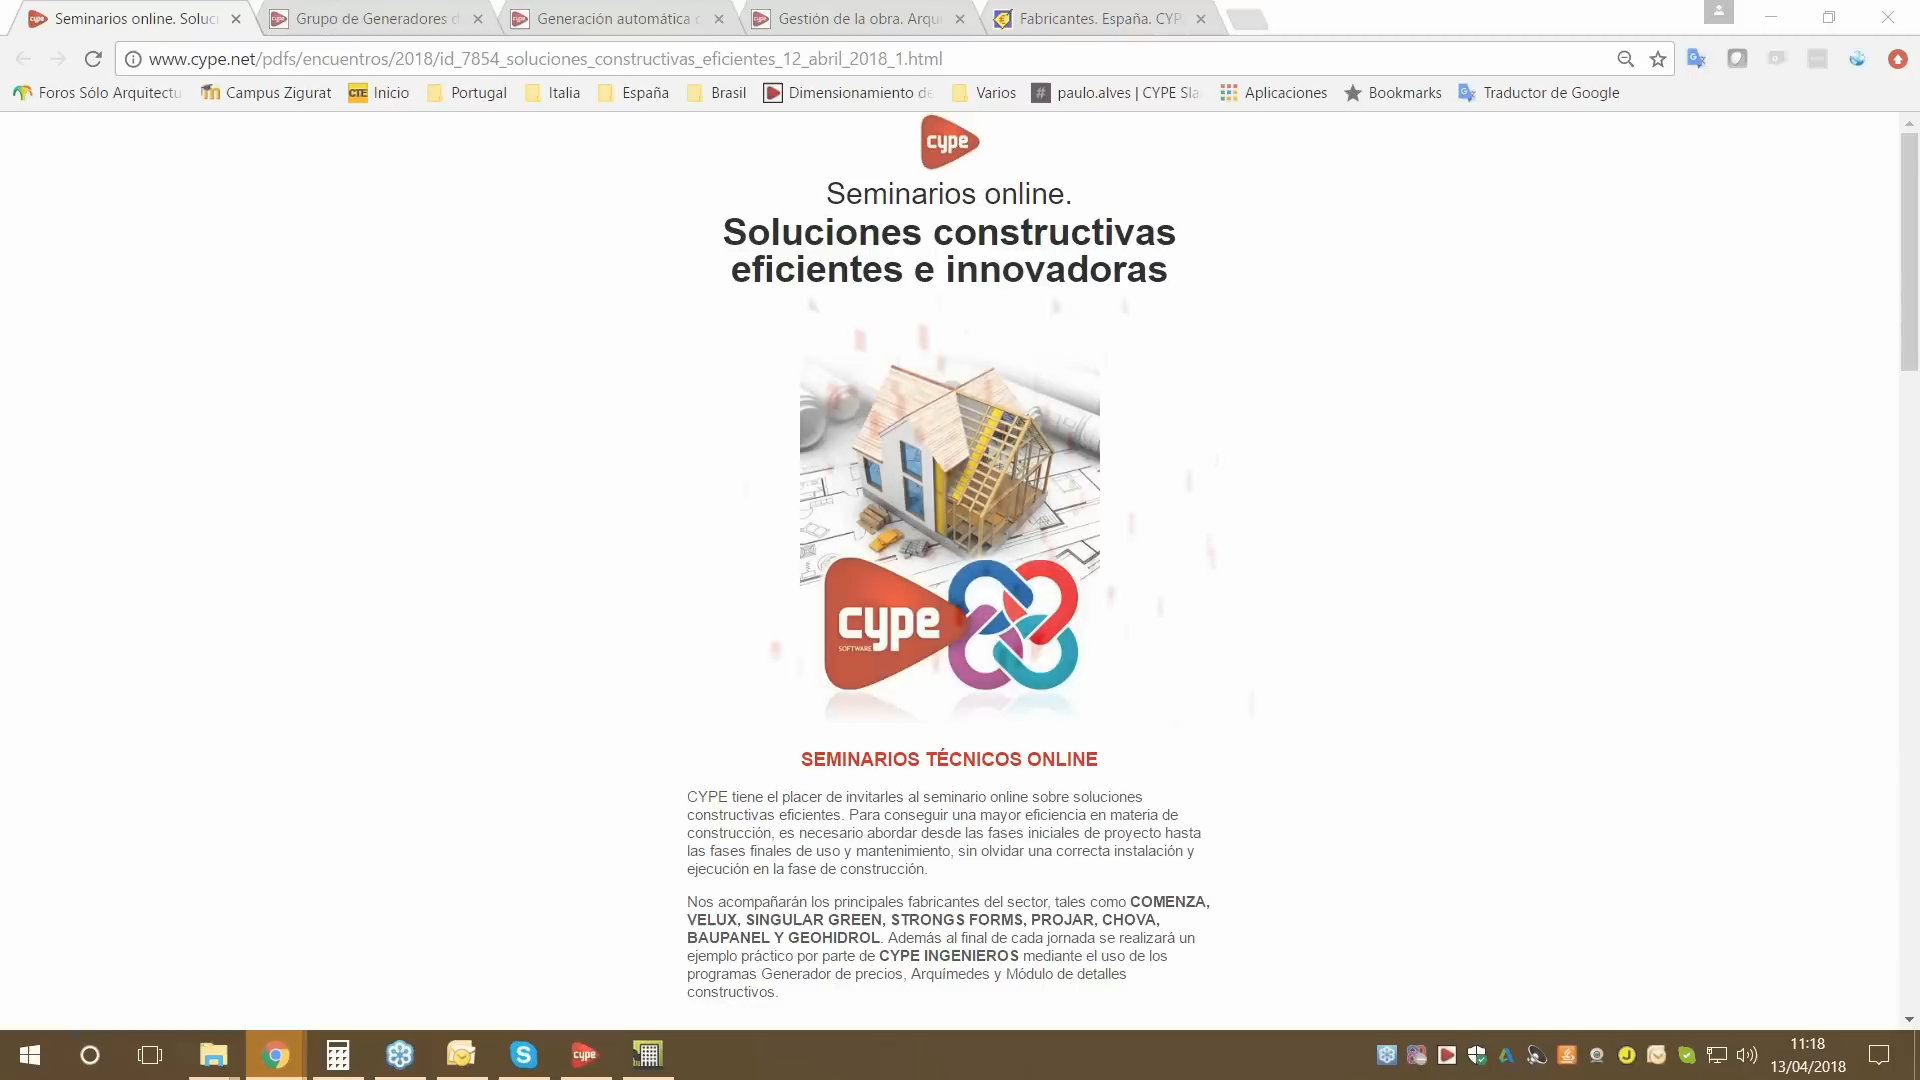 Seminarios online. Soluc
Grupo de Generadores d
Generación automática
Gestión de la obra. Arqu
Fabricantes. España. CYP
www.cype.net/pdfs/encuentros/2018/id_7854_soluciones_constructivas_eficientes_12_abril_2018_1.html
Foros Sólo Arquitectu
Campus Zigurat
CTE Inicio
Portugal
Italia
España
Brasil
Dimensionamiento de
Varios
# paulo.alves | CYPE Sla
Aplicaciones
Bookmarks
Traductor de Google
cype
Seminarios online.
Soluciones constructivas
eficientes e innovadoras
cype
SOFTWARE
SEMINARIOS TÉCNICOS ONLINE
CYPE tiene el placer de invitarles al seminario online sobre soluciones
constructivas eficientes. Para conseguir una mayor eficiencia en materia de
construcción, es necesario abordar desde las fases iniciales de proyecto hasta
las fases finales de uso y mantenimiento, sin olvidar una correcta instalación y
ejecución en la fase de construcción.
Nos acompañarán los principales fabricantes del sector, tales como COMENZA,
VELUX, SINGULAR GREEN, STRONGS FORMS, PROJAR, CHOVA,
BAUPANEL Y GEOHIDROL. Además al final de cada jornada se realizará un
ejemplo práctico por parte de CYPE INGENIEROS mediante el uso de los
programas Generador de precios, Arquímedes y Módulo de detalles
constructivos.
cype
11:18
13/04/2018